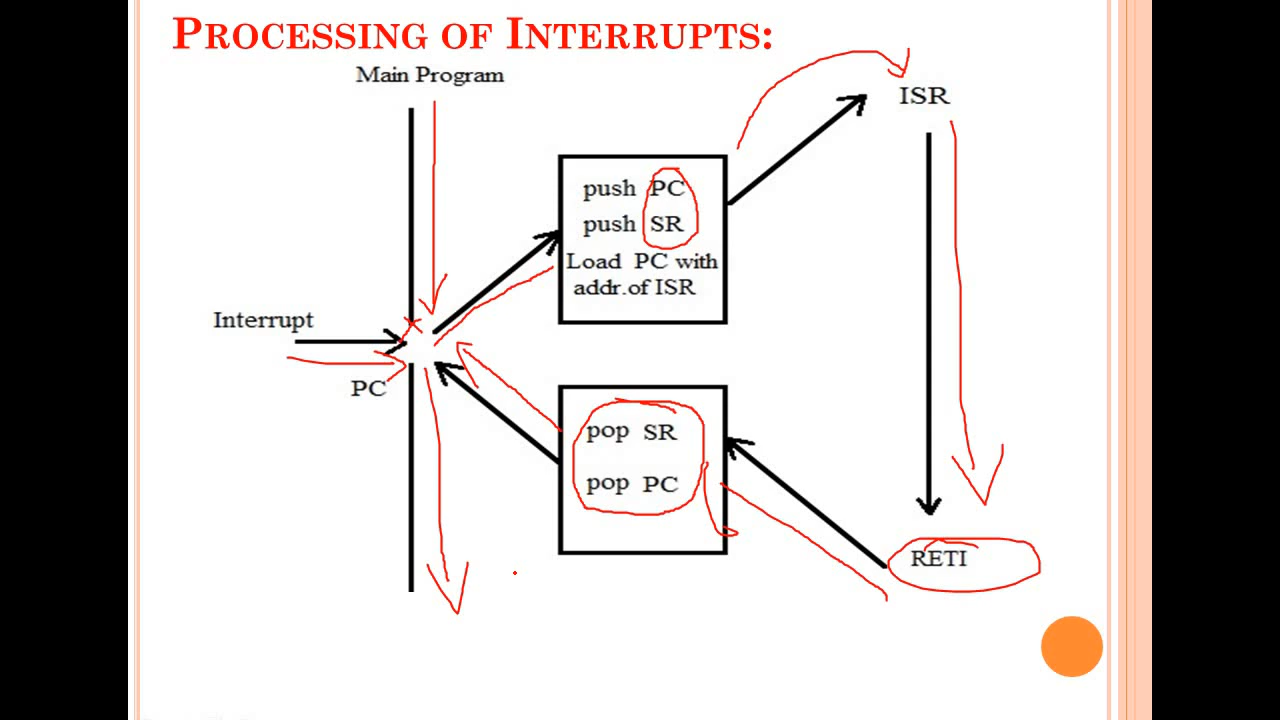 PROCESSING OF INTERRUPTS:
Main Program
ISR
push PC
push SR
Load PC with
addr.of ISR
Interrupt
PC
pop SR
pop PC
RETI